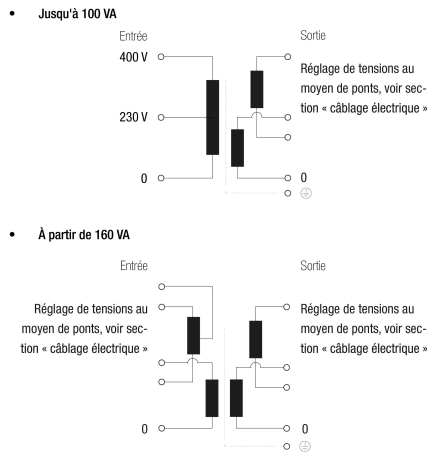 • Jusqu'à 100 VA
Entrée
Sortie
400 V
Réglage de tensions au
moyen de ponts, voir sec-
tion « câblage électrique »
230 V
0
0
• À partir de 160 VA
Entrée
Sortie
Réglage de tensions au
moyen de ponts, voir sec-
tion « câblage électrique »
Réglage de tensions au
moyen de ponts, voir sec-
tion « câblage électrique »
0
0